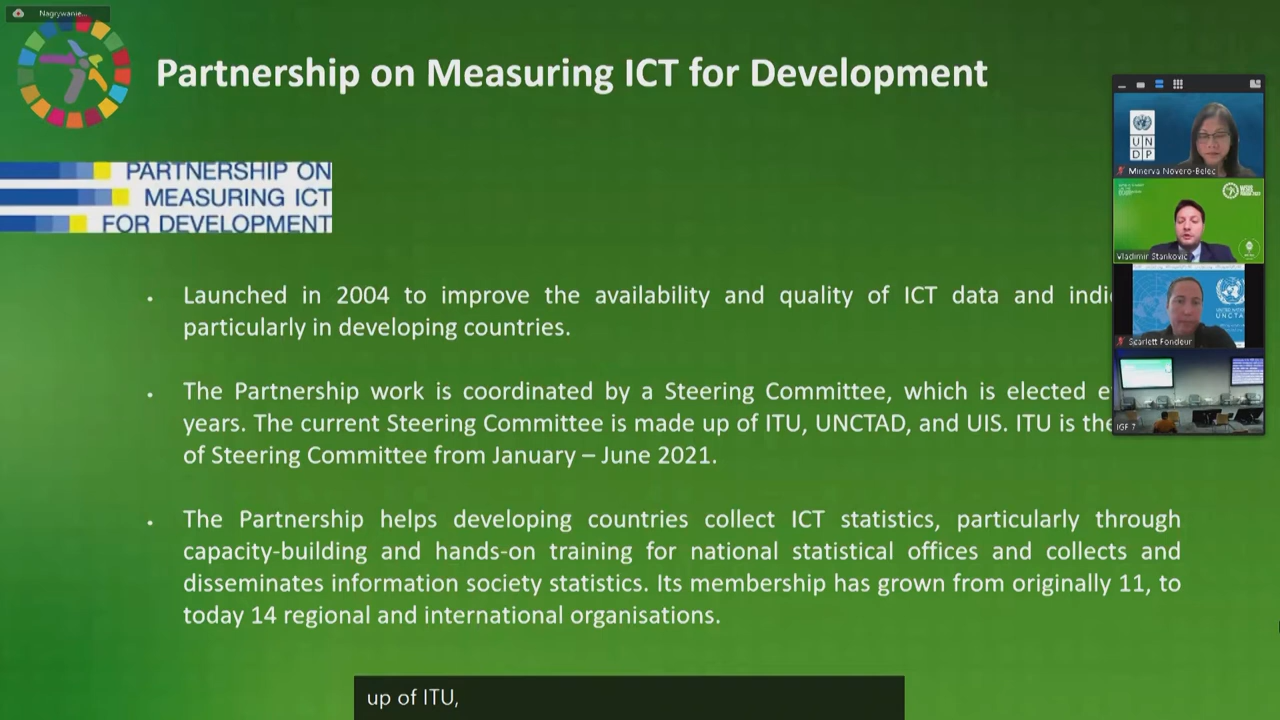 Nagrywanie...
Partnership on Measuring ICT for Development
PARTNERSHIP ON
MEASURING ICT
FOR DEVELOPMENT
• Launched in 2004 to improve the availability and quality of ICT data and indi
particularly in developing countries.
• The Partnership work is coordinated by a Steering Committee, which is elected e
years. The current Steering Committee is made up of ITU, UNCTAD, and UIS. ITU is the
of Steering Committee from January – June 2021.
• The Partnership helps developing countries collect ICT statistics, particularly through
capacity-building and hands-on training for national statistical offices and collects and
disseminates information society statistics. Its membership has grown from originally 11, to
today 14 regional and international organisations.
U N
D P
Minerva Novero-Belec
Vladimir Stankovic
UNCTA
Scarlett Fondeur
IGF 7
up of ITU,